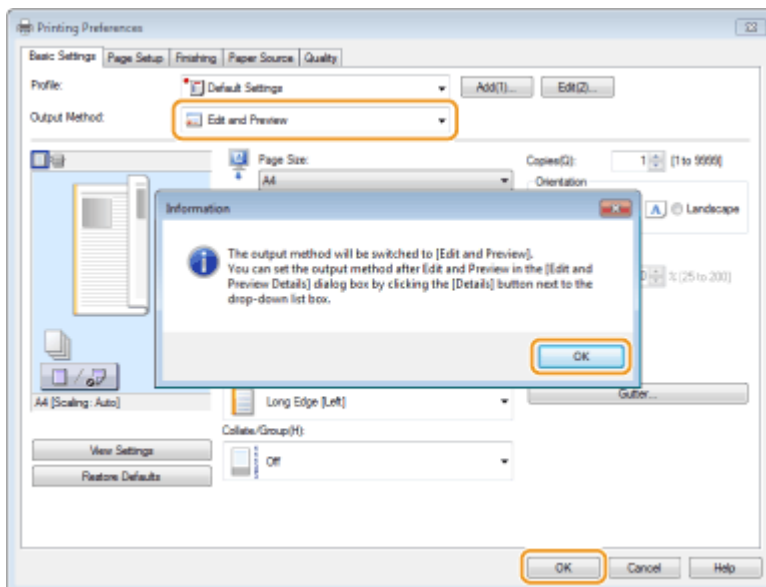 Printing Preferences
Basic Settings Page Setup Finishing Paper Source Quality
Profile: Default Settings Add(1)... Edit(2)...
Output Method: Edit and Preview
Page Size: Copies(Q): 1 [1 to 9999]
A4 Orientation
A Landscape
Information
The output method will be switched to [Edit and Preview].
You can set the output method after Edit and Preview in the [Edit and
Preview Details] dialog box by clicking the [Details] button next to the
drop-down list box.
0 % [25 to 200]
OK
A4 [Scaling: Auto] Long Edge [Left] Gutter...
Collate/Group(H):
View Settings Off
Restore Defaults
OK Cancel Help